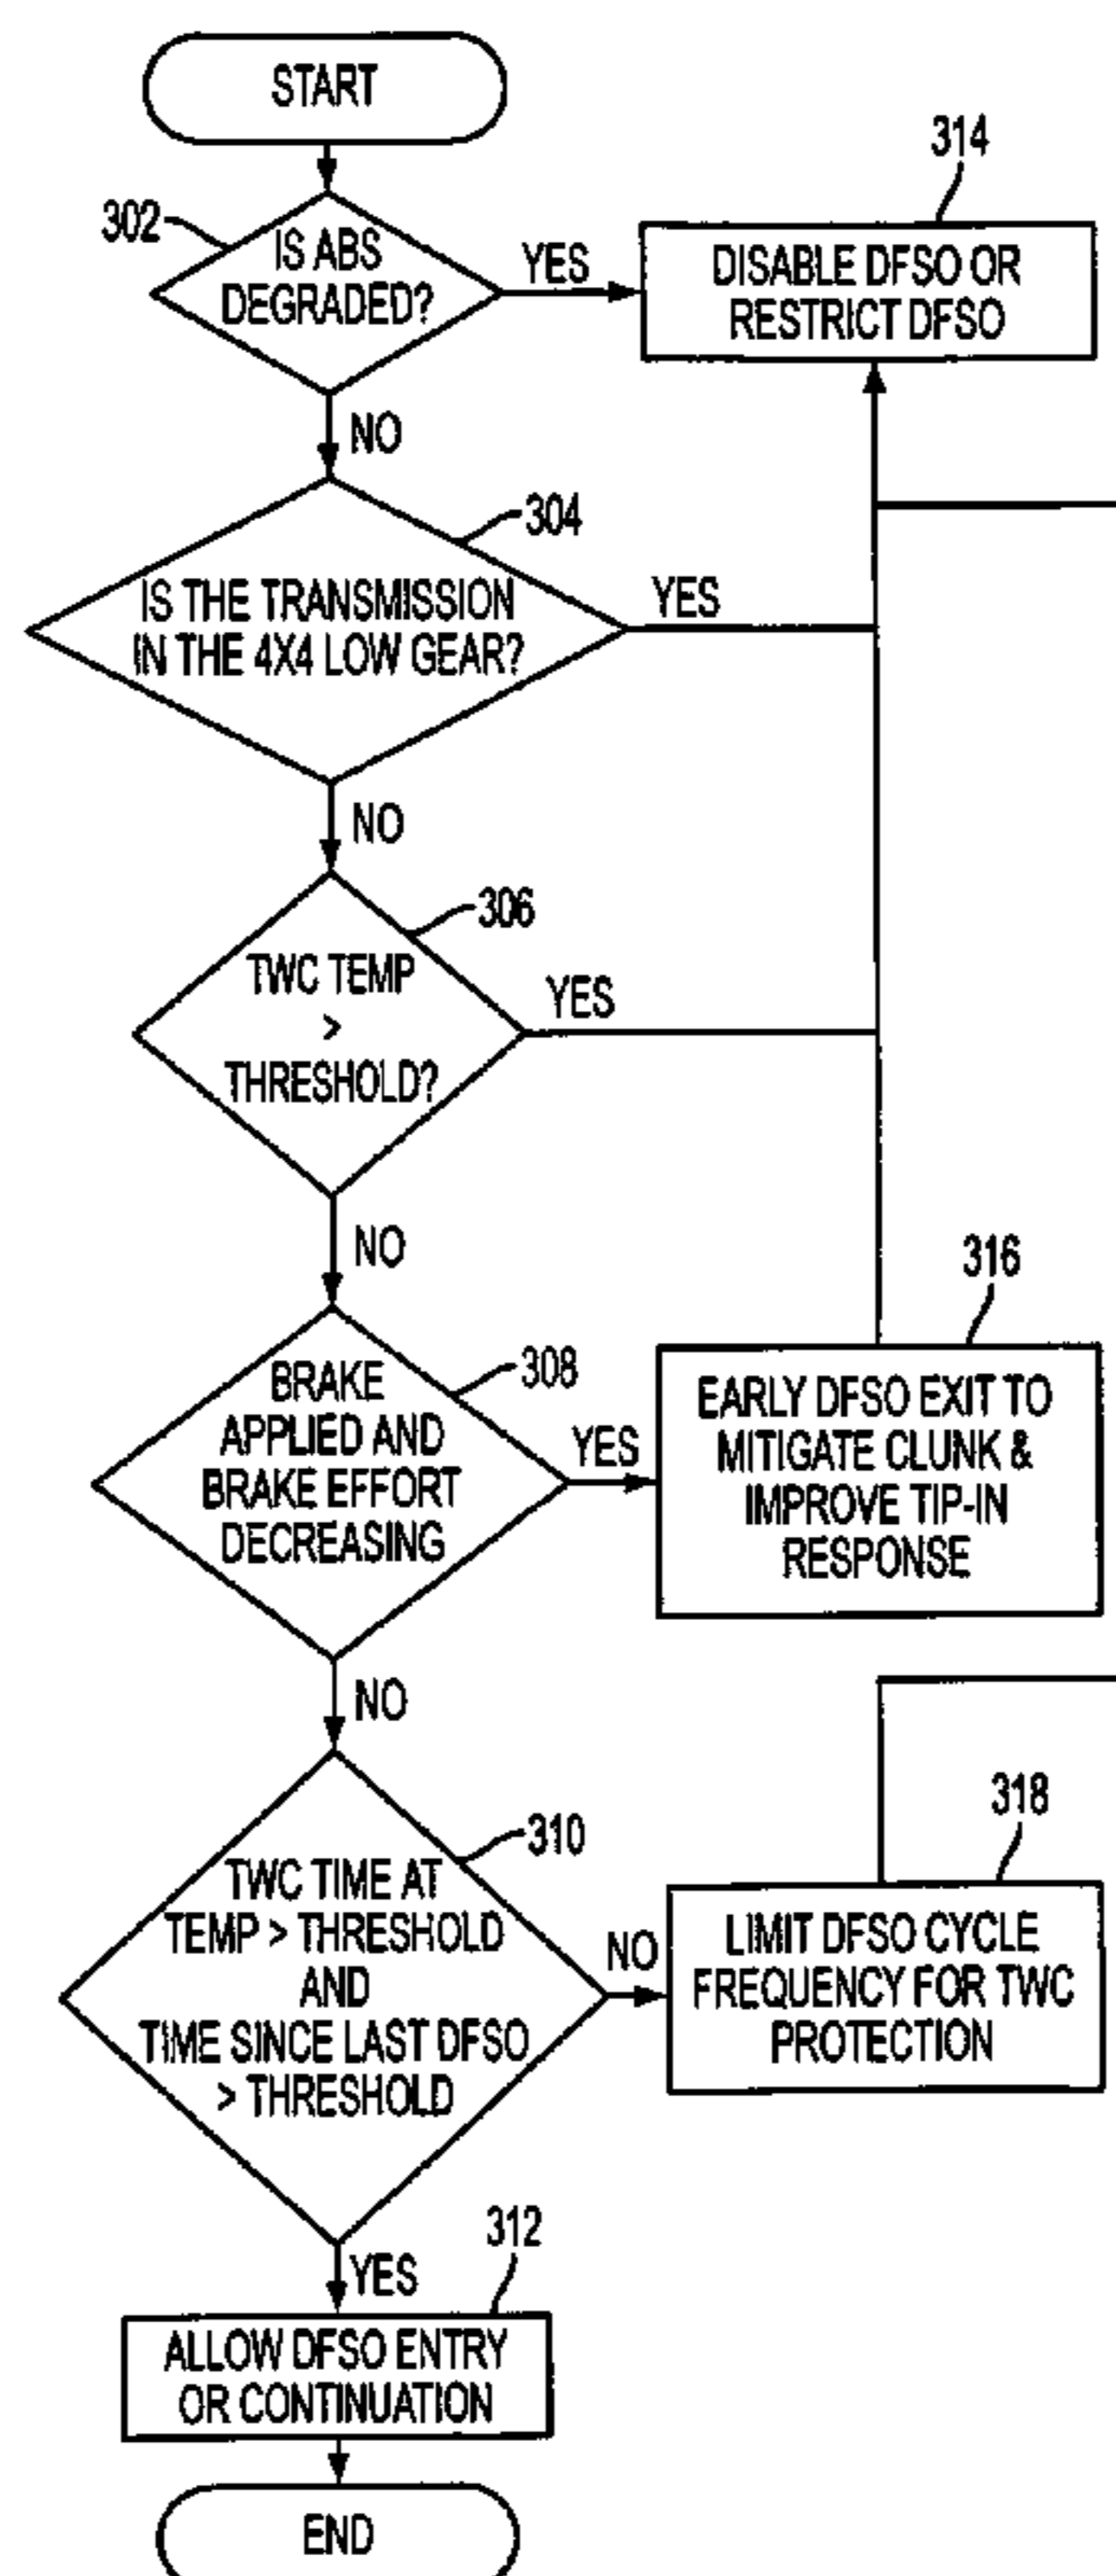 START
314
302
IS ABS
DEGRADED?
YES
DISABLE DFSO OR
RESTRICT DFSO
NO
304
IS THE TRANSMISSION
IN THE 4X4 LOW GEAR?
YES
NO
306
TWC TEMP
>
THRESHOLD?
YES
NO
316
308
BRAKE
APPLIED AND
BRAKE EFFORT
DECREASING
YES
EARLY DFSO EXIT TO
MITIGATE CLUNK &
IMPROVE TIP-IN
RESPONSE
NO
310
318
TWC TIME AT
TEMP > THRESHOLD
AND
TIME SINCE LAST DFSO
> THRESHOLD
NO
LIMIT DFSO CYCLE
FREQUENCY FOR TWC
PROTECTION
YES
312
ALLOW DFSO ENTRY
OR CONTINUATION
END